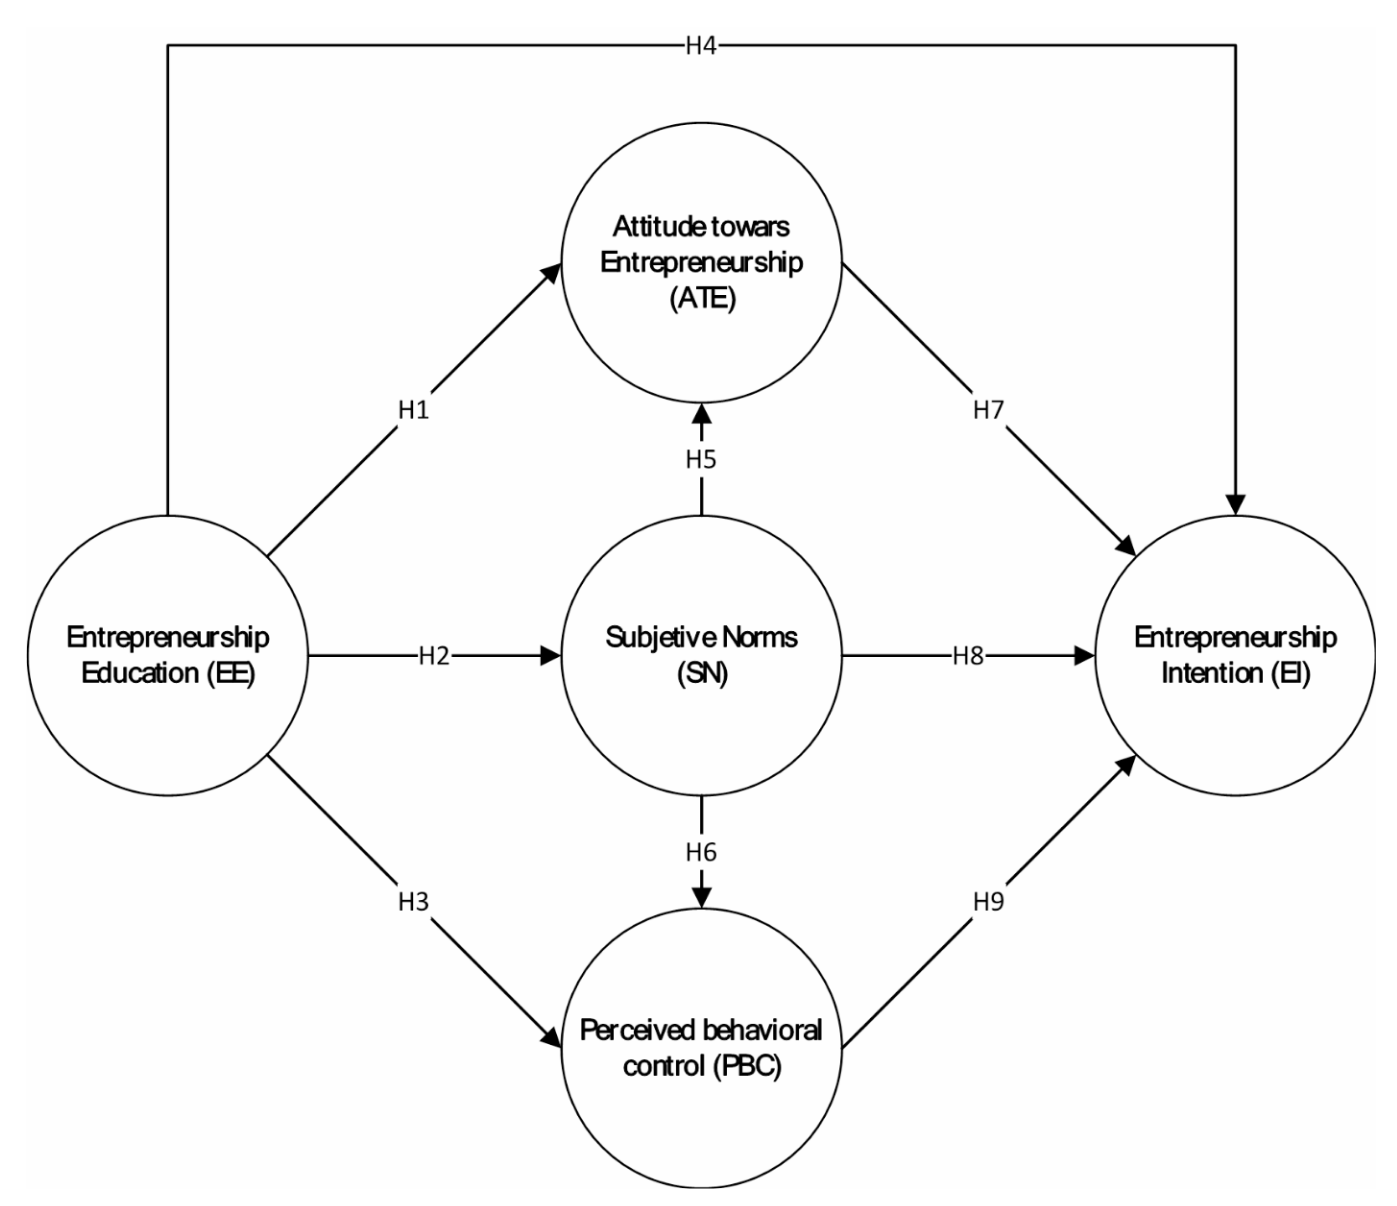 H4
Attitude towars
Entrepreneurship
(ATE)
H1
H7
H5
Entrepreneurship
Education (EE)
H2
Subjetive Norms
(SN)
H8
Entrepreneurship
Intention (EI)
H6
H3
H9
Perceived behavioral
control (PBC)